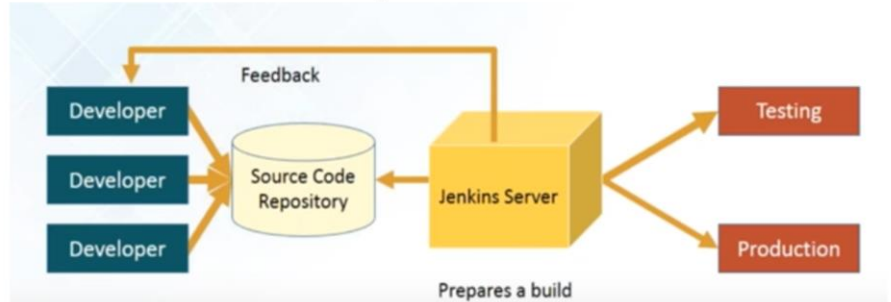 Feedback
Developer
Developer
Developer
Source Code
Repository
Jenkins Server
Prepares a build
Testing
Production